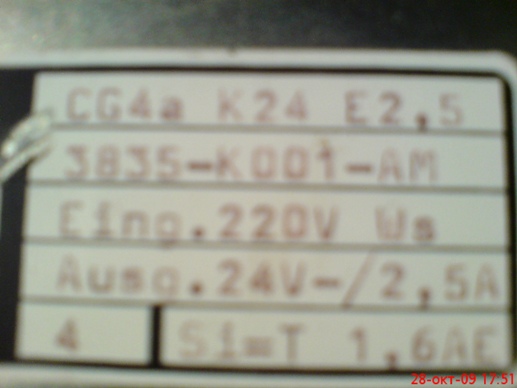 CG4a K24 E2,5
3835-K001-AM
Eing.220V Ws
Ausg.24V-/2,5A
4 Si=T 1,6AE
28-окт-09 17:51